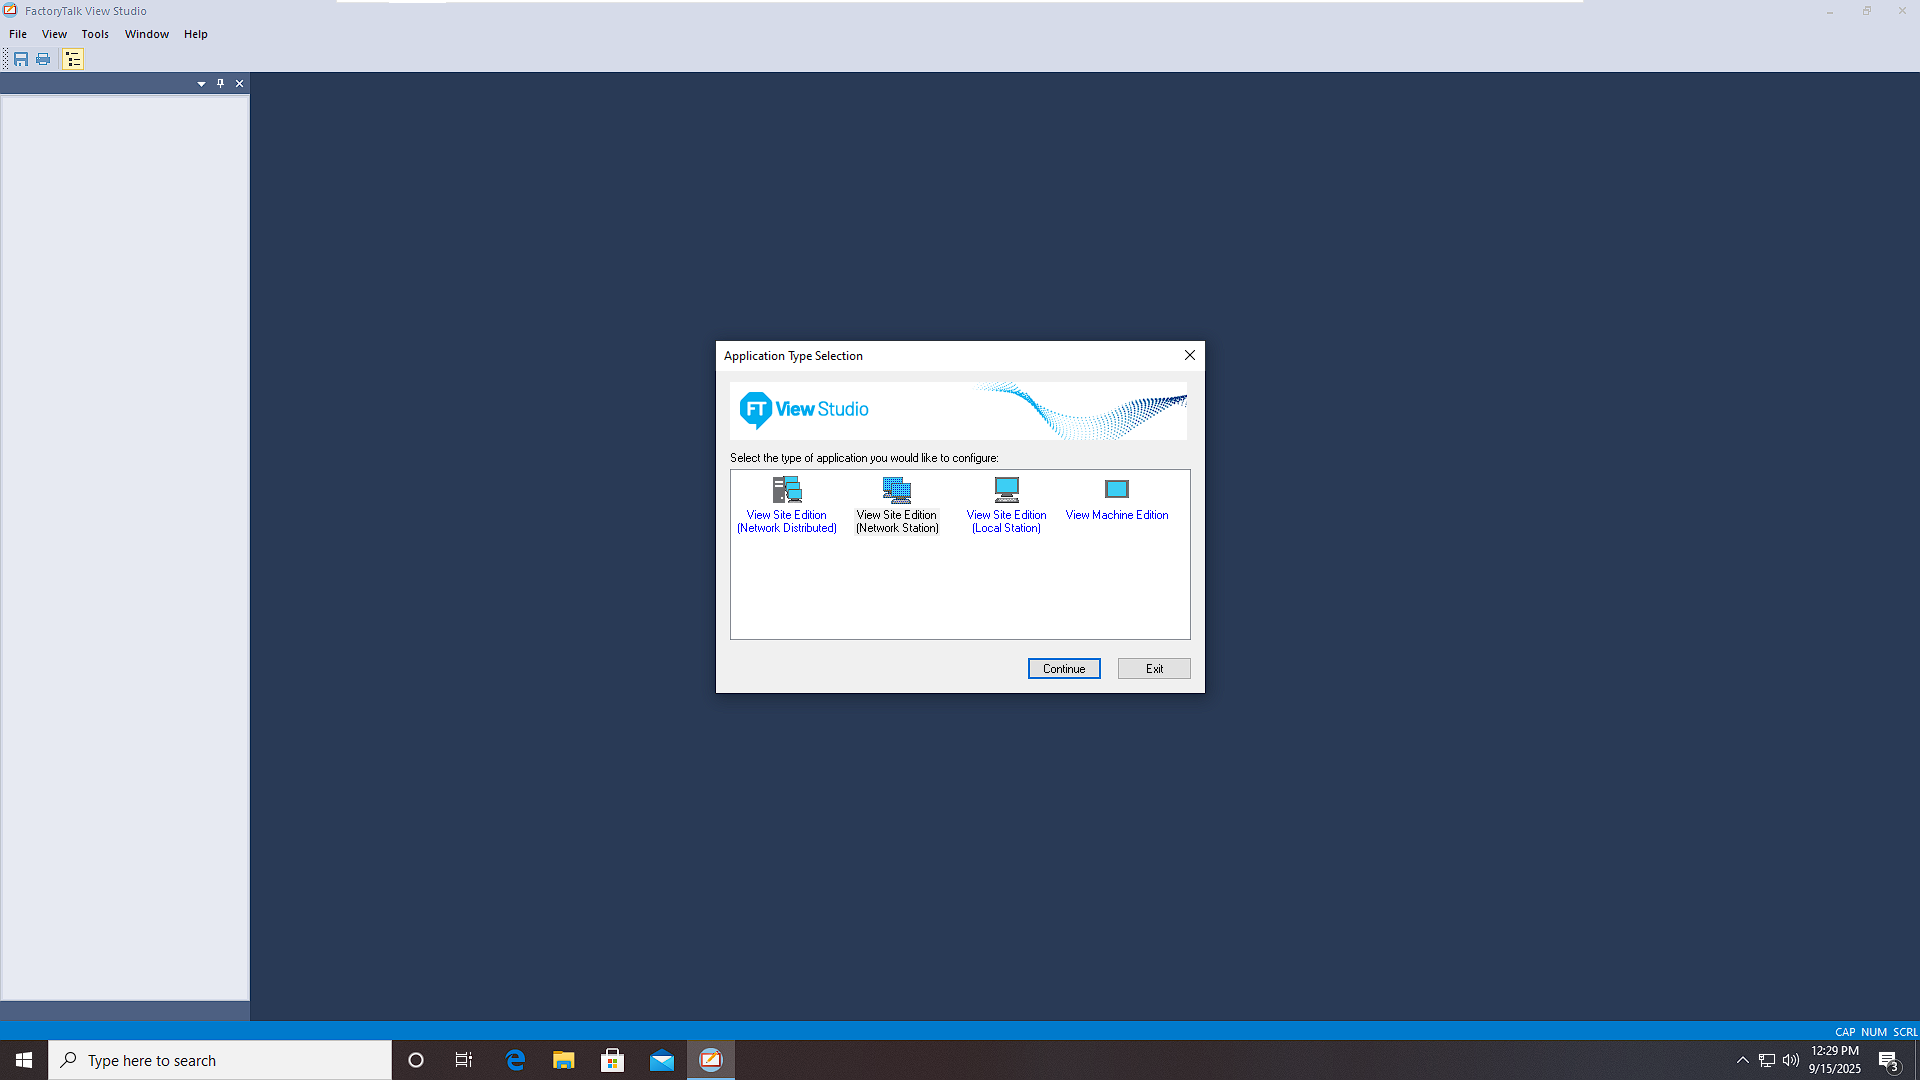 FactoryTalk View Studio
File View Tools Window Help
Application Type Selection
FT View Studio
Select the type of application you would like to configure:
View Site Edition
(Network Distributed)
View Site Edition
(Network Station)
View Site Edition
(Local Station)
View Machine Edition
Continue
Exit
CAP NUM SCRL
Type here to search
12:29 PM
9/15/2025
3